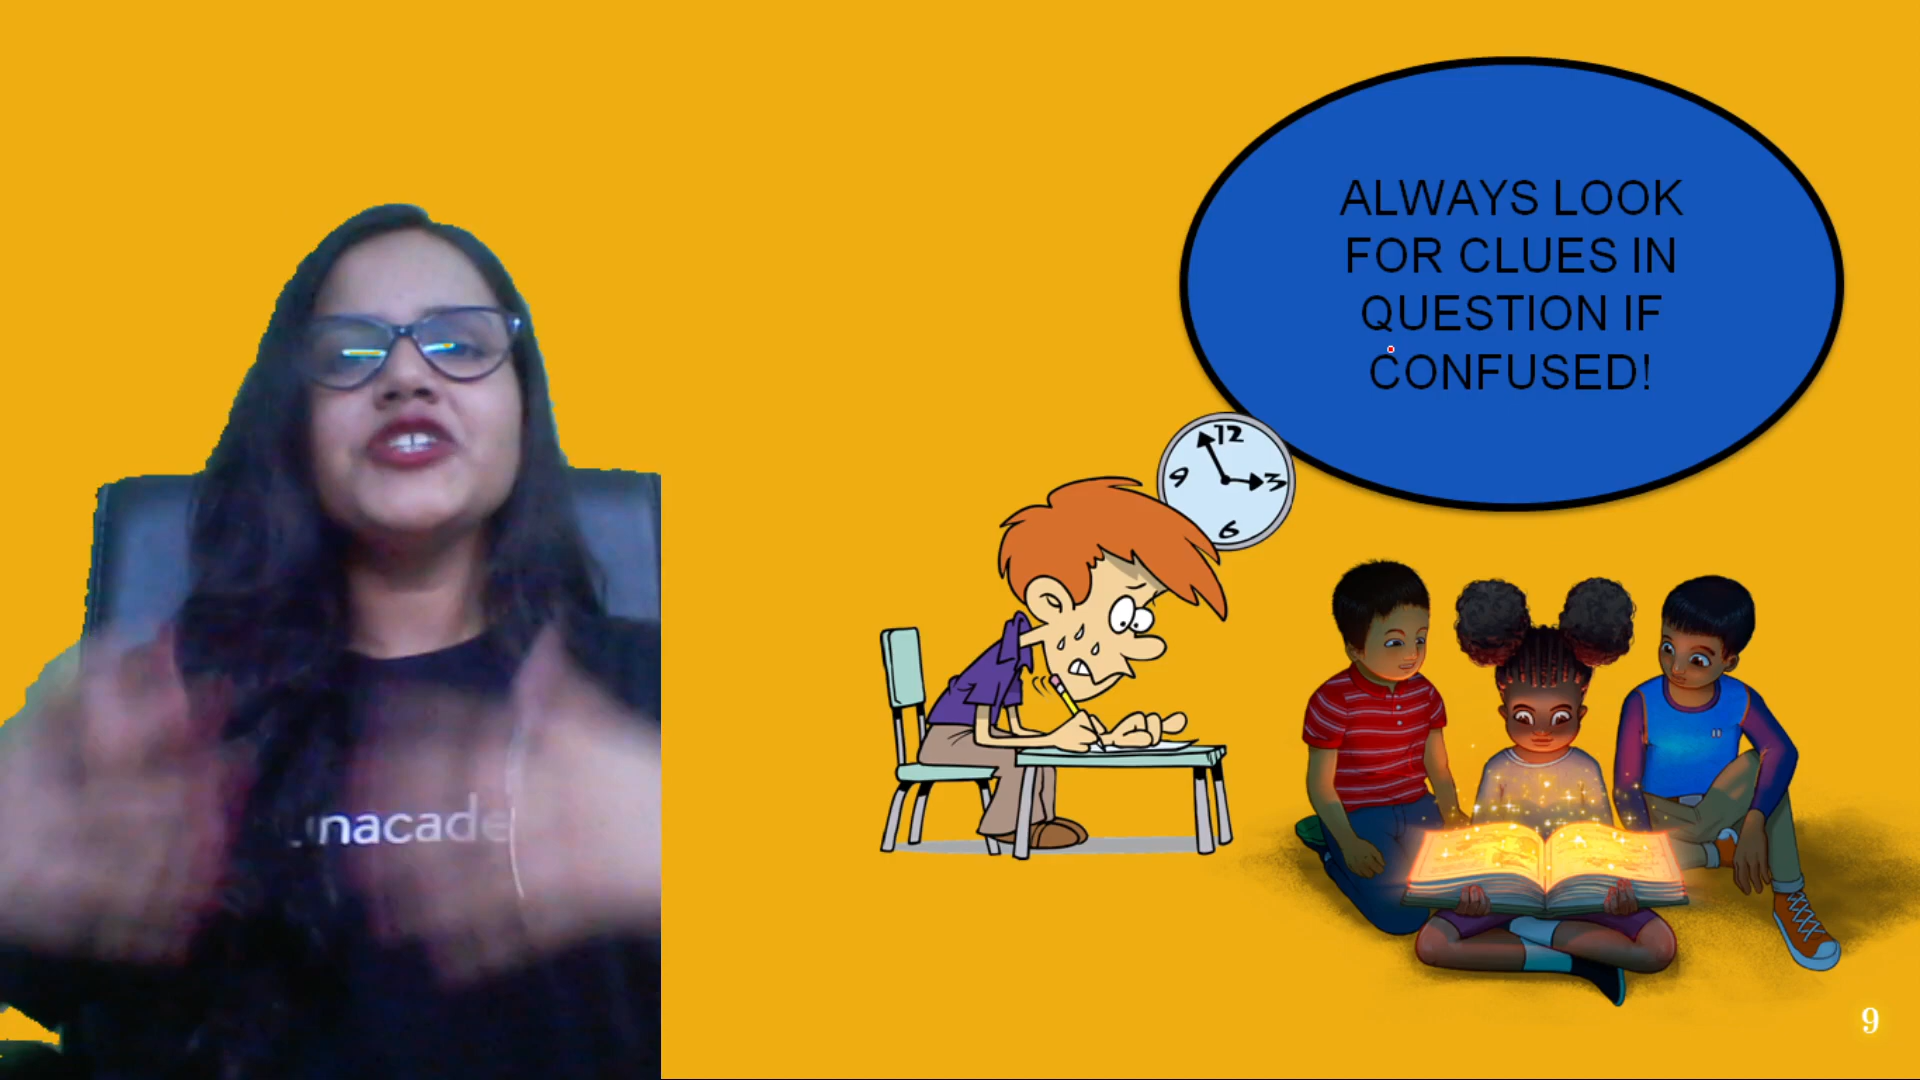 ALWAYS LOOK
FOR CLUES IN
QUESTION IF
CONFUSED!
12
9
3
6
nacade
9